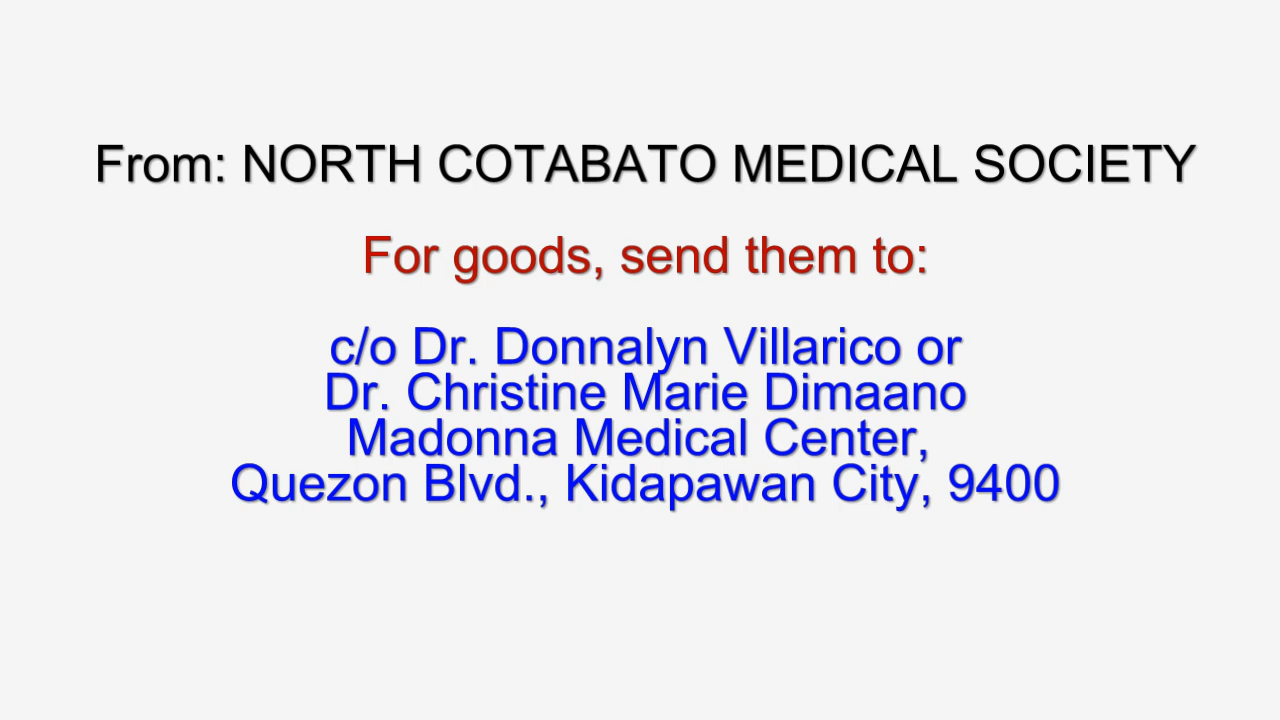 From: NORTH COTABATO MEDICAL SOCIETY
For goods, send them to:
c/o Dr. Donnalyn Villarico or
Dr. Christine Marie Dimaano
Madonna Medical Center,
Quezon Blvd., Kidapawan City, 9400